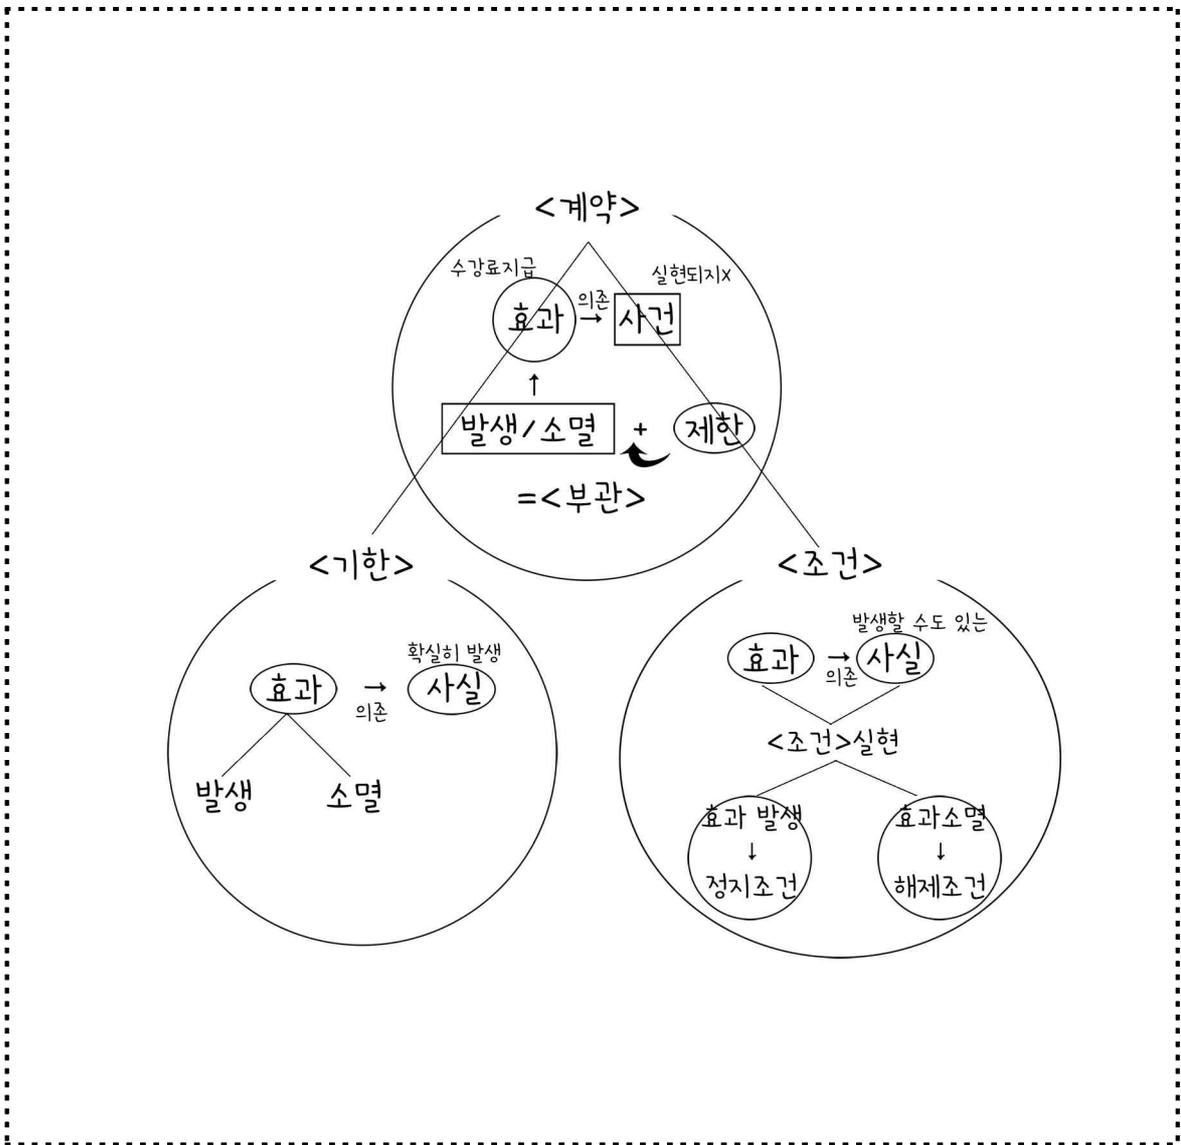 <계약>
수강료지급
실현되지x
효과 의존 → 사건
↑
발생/소멸 + 제한
=<부관>
<기한>
확실히 발생
효과 → 사실
의존
발생 소멸
<조건>
발생할 수도 있는
효과 → 사실
의존
<조건>실현
효과 발생
↓
정지조건
효과소멸
↓
해제조건